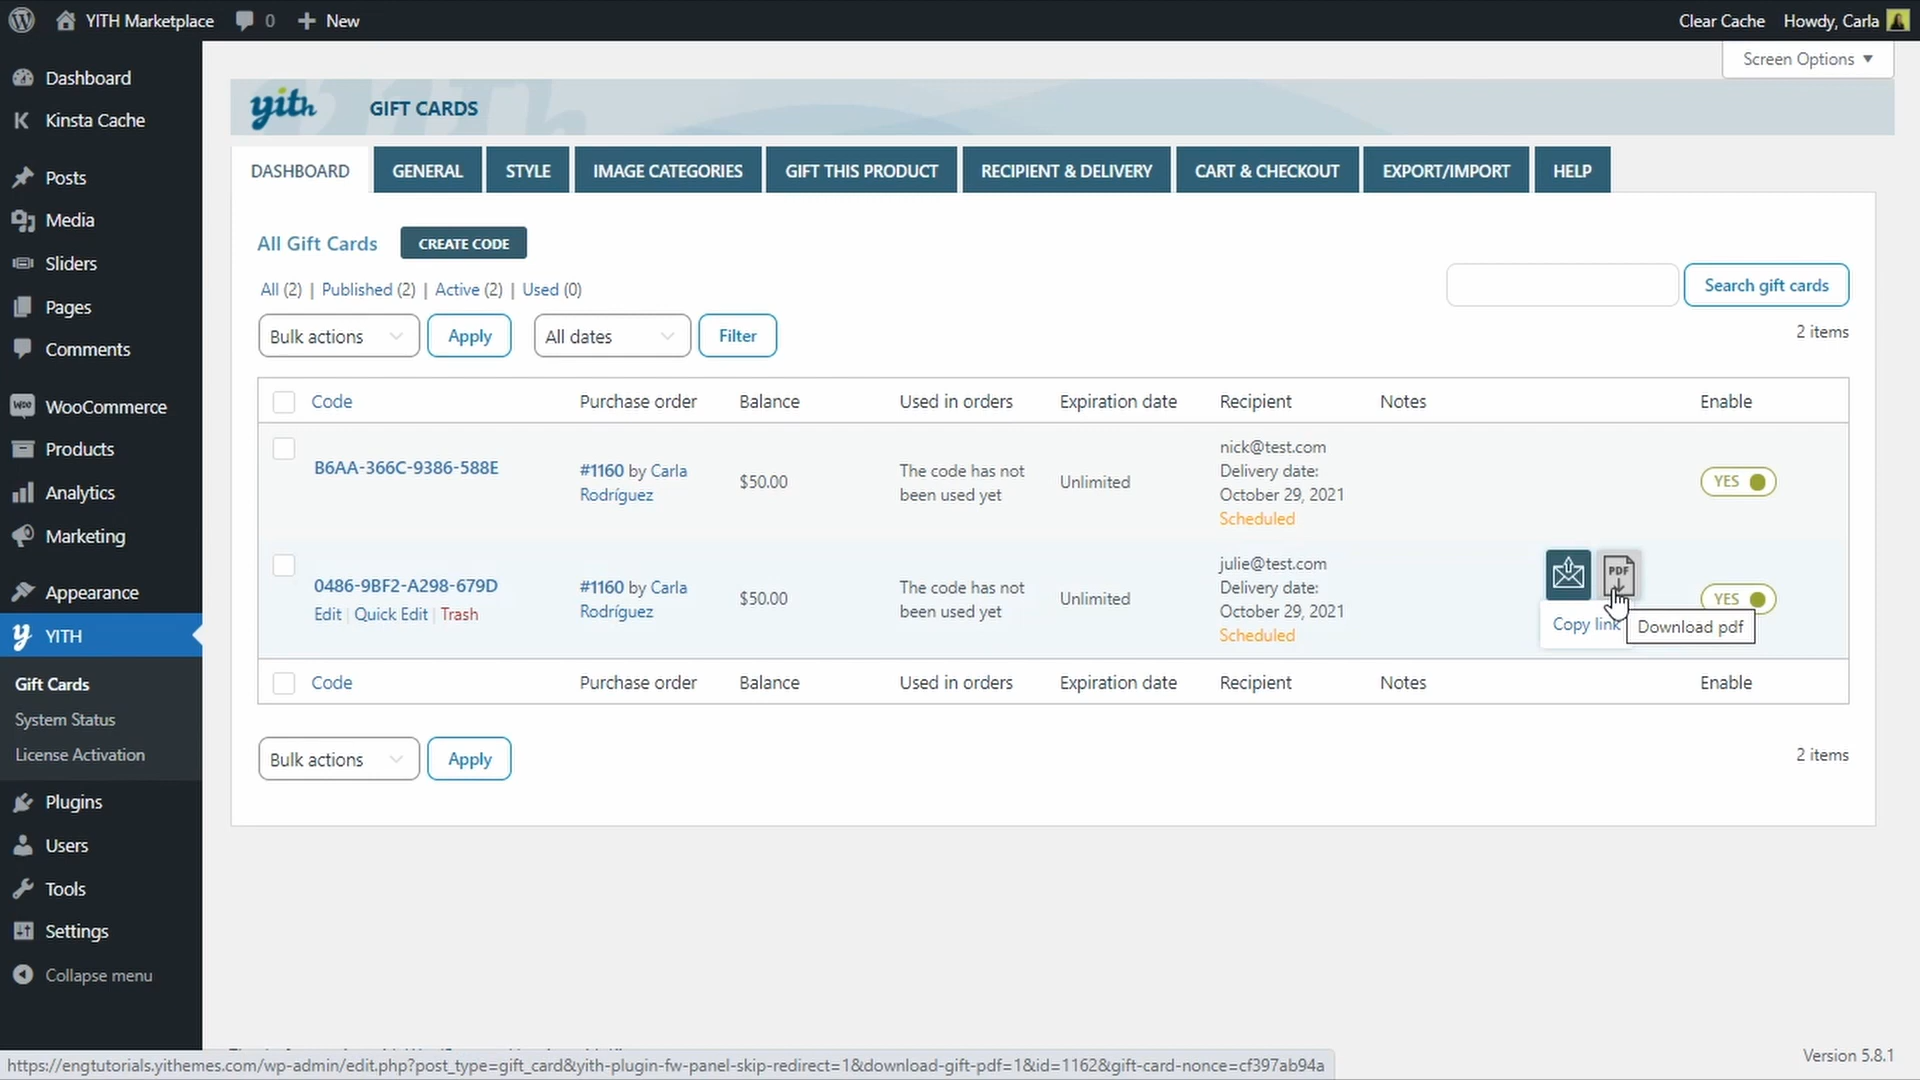 YITH Marketplace 0 New Clear Cache Howdy, Carla
Screen Options
Dashboard
Kinsta Cache
Posts
Media
Sliders
Pages
Comments
WooCommerce
Products
Analytics
Marketing
Appearance
YITH
Gift Cards
System Status
License Activation
Plugins
Users
Tools
Settings
Collapse menu
yith GIFT CARDS
DASHBOARD GENERAL STYLE IMAGE CATEGORIES GIFT THIS PRODUCT RECIPIENT & DELIVERY CART & CHECKOUT EXPORT/IMPORT HELP
All Gift Cards CREATE CODE
All (2) | Published (2) | Active (2) | Used (0)
Search gift cards
Bulk actions Apply All dates Filter
2 items
Code Purchase order Balance Used in orders Expiration date Recipient Notes Enable
B6AA-366C-9386-588E
#1160 by Carla
Rodríguez
$50.00
The code has not
been used yet
Unlimited
nick@test.com
Delivery date:
October 29, 2021
Scheduled
YES
0486-9BF2-A298-679D
Edit | Quick Edit | Trash
#1160 by Carla
Rodríguez
$50.00
The code has not
been used yet
Unlimited
julie@test.com
Delivery date:
October 29, 2021
Scheduled
PDF
Copy link
Download pdf
YES
Code Purchase order Balance Used in orders Expiration date Recipient Notes Enable
Bulk actions Apply
2 items
https://engtutorials.yithemes.com/wp-admin/edit.php?post_type=gift_card&yith-plugin-fw-panel-skip-redirect=1&download-gift-pdf=1&id=1162&gift-card-nonce=cf397ab94a
Version 5.8.1